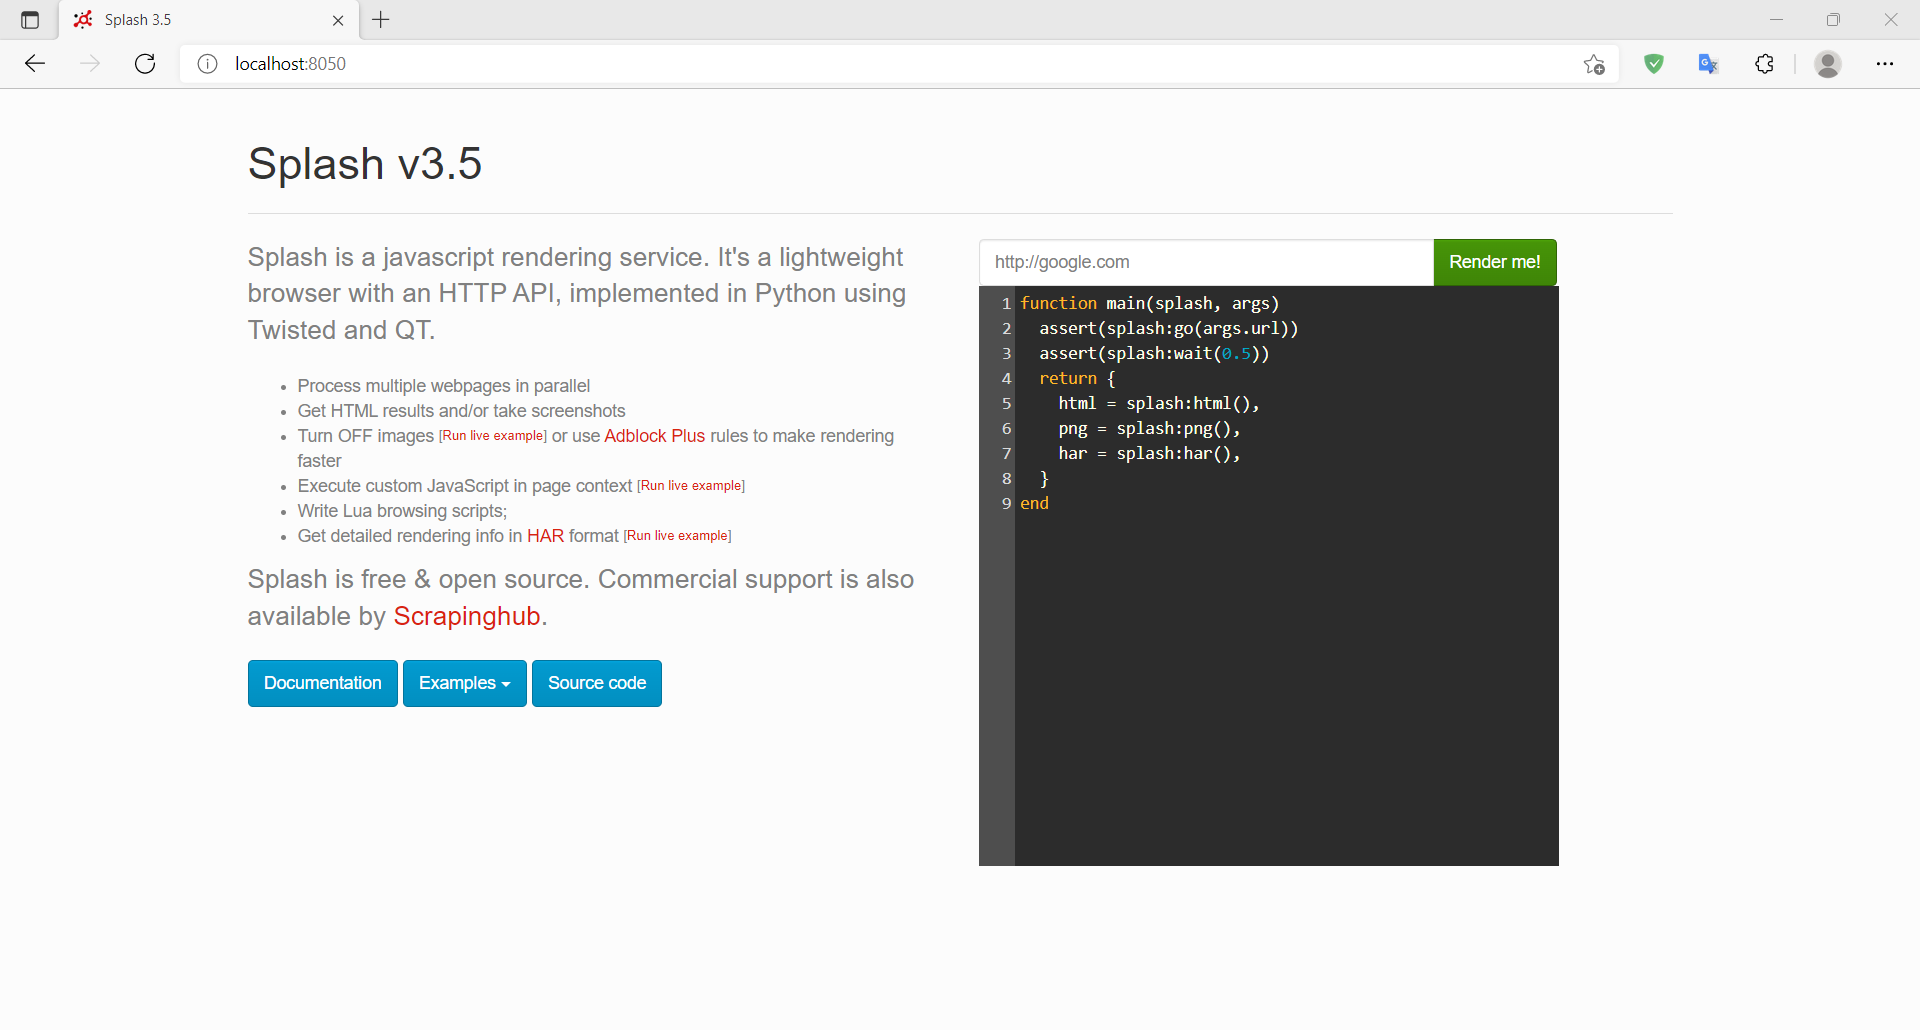 Splash 3.5
localhost:8050
Splash v3.5
Splash is a javascript rendering service. It's a lightweight
browser with an HTTP API, implemented in Python using
Twisted and QT.
Process multiple webpages in parallel
Get HTML results and/or take screenshots
Turn OFF images [Run live example] or use Adblock Plus rules to make rendering
faster
Execute custom JavaScript in page context [Run live example]
Write Lua browsing scripts;
Get detailed rendering info in HAR format [Run live example]
Splash is free & open source. Commercial support is also
available by Scrapinghub.
Documentation Examples Source code
http://google.com Render me!
1 function main(splash, args)
2   assert(splash:go(args.url))
3   assert(splash:wait(0.5))
4   return {
5     html = splash:html(),
6     png = splash:png(),
7     har = splash:har(),
8   }
9 end